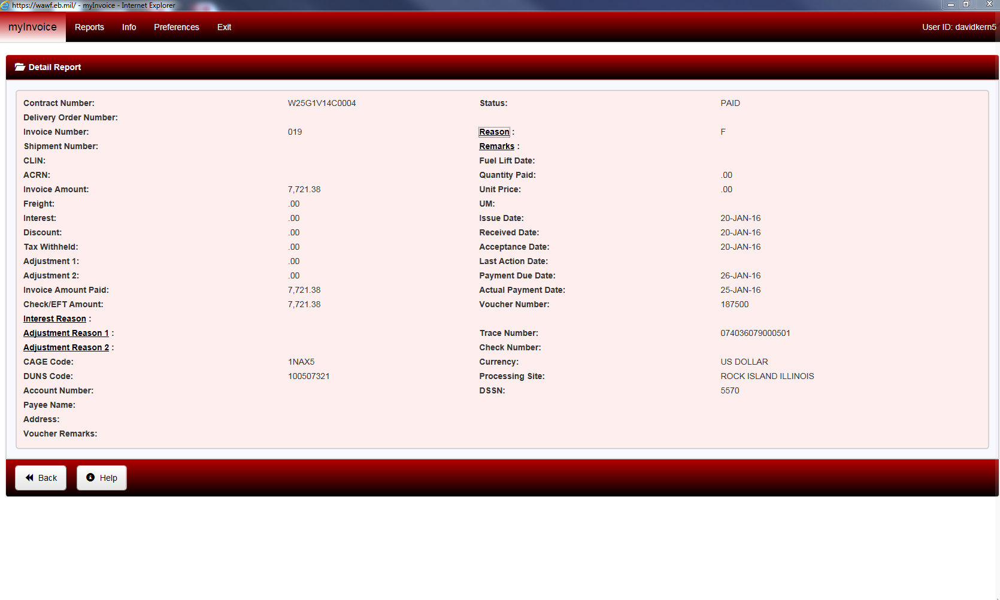 https://wawf.eb.mil/ - myInvoice - Internet Explorer
myInvoice Reports Info Preferences Exit User ID: davidkern5
Detail Report
Contract Number: W25G1V14C0004 Status: PAID
Delivery Order Number:
Invoice Number: 019 Reason : F
Shipment Number: Remarks :
CLIN: Fuel Lift Date:
ACRN: Quantity Paid: .00
Invoice Amount: 7,721.38 Unit Price: .00
Freight: .00 UM:
Interest: .00 Issue Date: 20-JAN-16
Discount: .00 Received Date: 20-JAN-16
Tax Withheld: .00 Acceptance Date: 20-JAN-16
Adjustment 1: .00 Last Action Date:
Adjustment 2: .00 Payment Due Date: 26-JAN-16
Invoice Amount Paid: 7,721.38 Actual Payment Date: 25-JAN-16
Check/EFT Amount: 7,721.38 Voucher Number: 187500
Interest Reason :
Adjustment Reason 1 : Trace Number: 074036079000501
Adjustment Reason 2 : Check Number:
CAGE Code: 1NAX5 Currency: US DOLLAR
DUNS Code: 100507321 Processing Site: ROCK ISLAND ILLINOIS
Account Number: DSSN: 5570
Payee Name:
Address:
Voucher Remarks:
Back Help